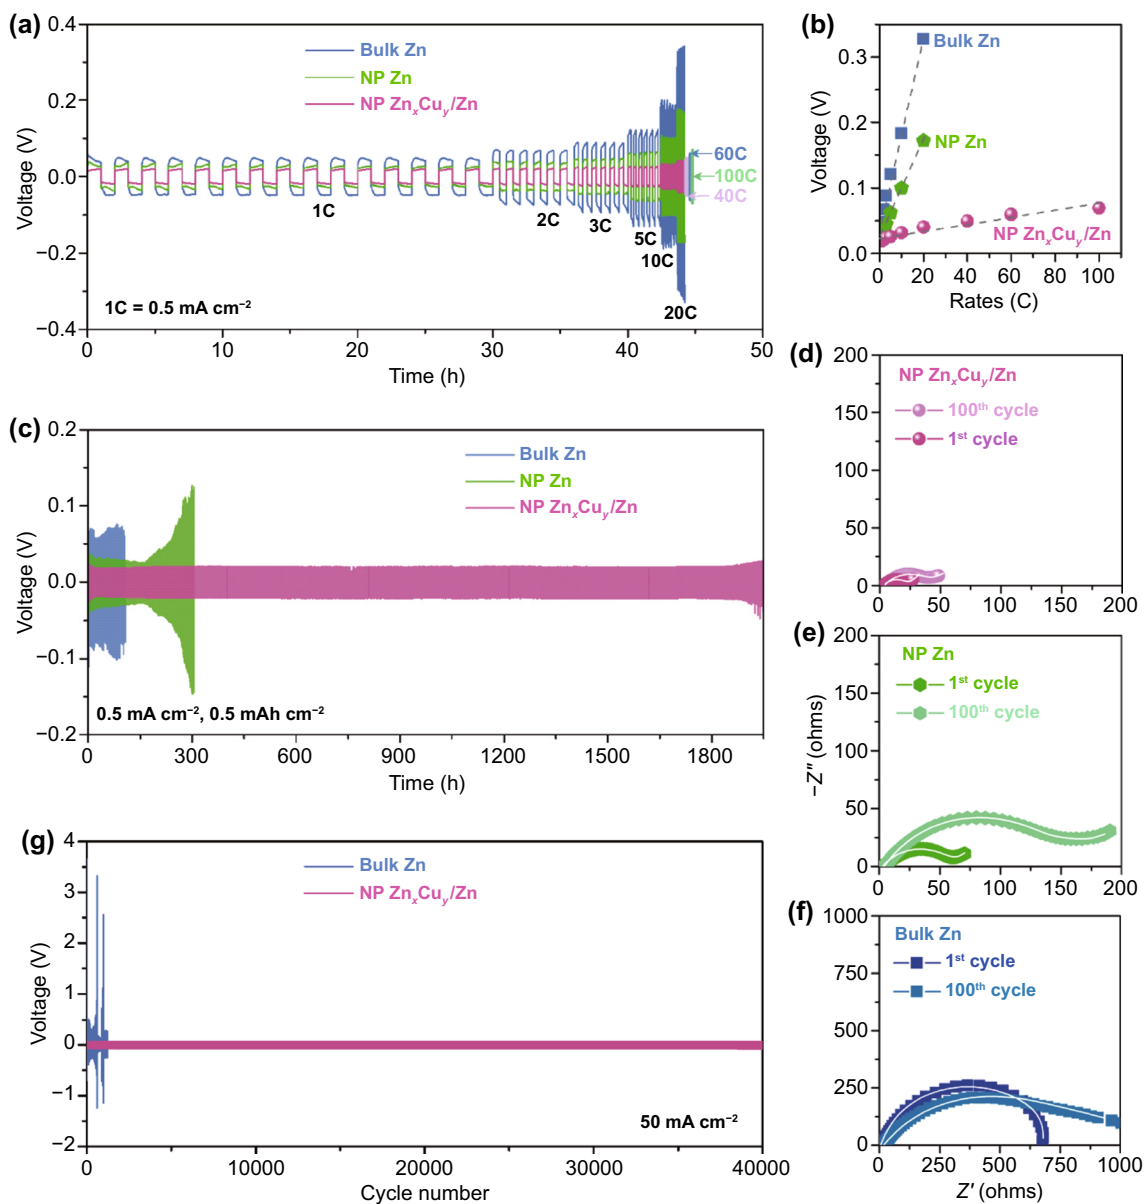 (a)
0.4
0.2
0.0
−0.2
−0.4
Voltage (V)
Bulk Zn
NP Zn
NP ZnₓCuᵧ/Zn
1C
2C
3C
5C
10C
20C
60C
100C
40C
1C = 0.5 mA cm⁻²
0 10 20 30 40 50
Time (h)
(b)
0.3
0.2
0.1
0.0
Voltage (V)
Bulk Zn
NP Zn
NP ZnₓCuᵧ/Zn
0 20 40 60 80 100
Rates (C)
(c)
0.2
0.1
0.0
−0.1
−0.2
Voltage (V)
Bulk Zn
NP Zn
NP ZnₓCuᵧ/Zn
0.5 mA cm⁻², 0.5 mAh cm⁻²
0 300 600 900 1200 1500 1800
Time (h)
(d)
200
150
100
50
0
NP ZnₓCuᵧ/Zn
100th cycle
1st cycle
0 50 100 150 200
(e)
200
150
100
50
0
−Z″ (ohms)
NP Zn
1st cycle
100th cycle
0 50 100 150 200
(f)
1000
750
500
250
0
Bulk Zn
1st cycle
100th cycle
0 250 500 750 1000
Z′ (ohms)
(g)
4
3
2
1
0
−1
−2
Voltage (V)
Bulk Zn
NP ZnₓCuᵧ/Zn
50 mA cm⁻²
0 10000 20000 30000 40000
Cycle number